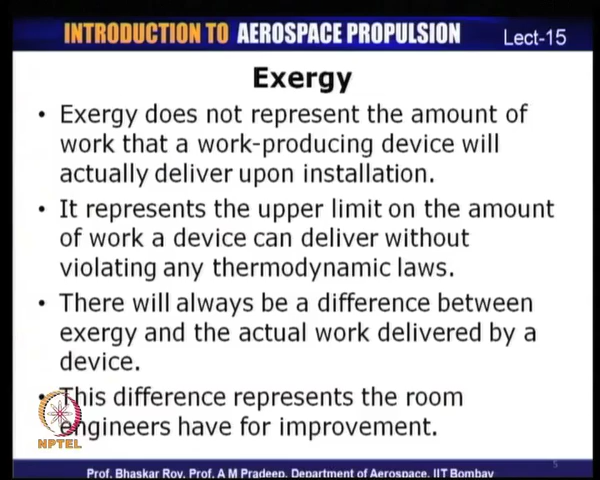 INTRODUCTION TO AEROSPACE PROPULSION Lect-15
Exergy
• Exergy does not represent the amount of
work that a work-producing device will
actually deliver upon installation.
• It represents the upper limit on the amount
of work a device can deliver without
violating any thermodynamic laws.
• There will always be a difference between
exergy and the actual work delivered by a
device.
• This difference represents the room
engineers have for improvement.
NPTEL
5
Prof. Bhaskar Roy, Prof. A M Pradeep, Department of Aerospace, IIT Bombay